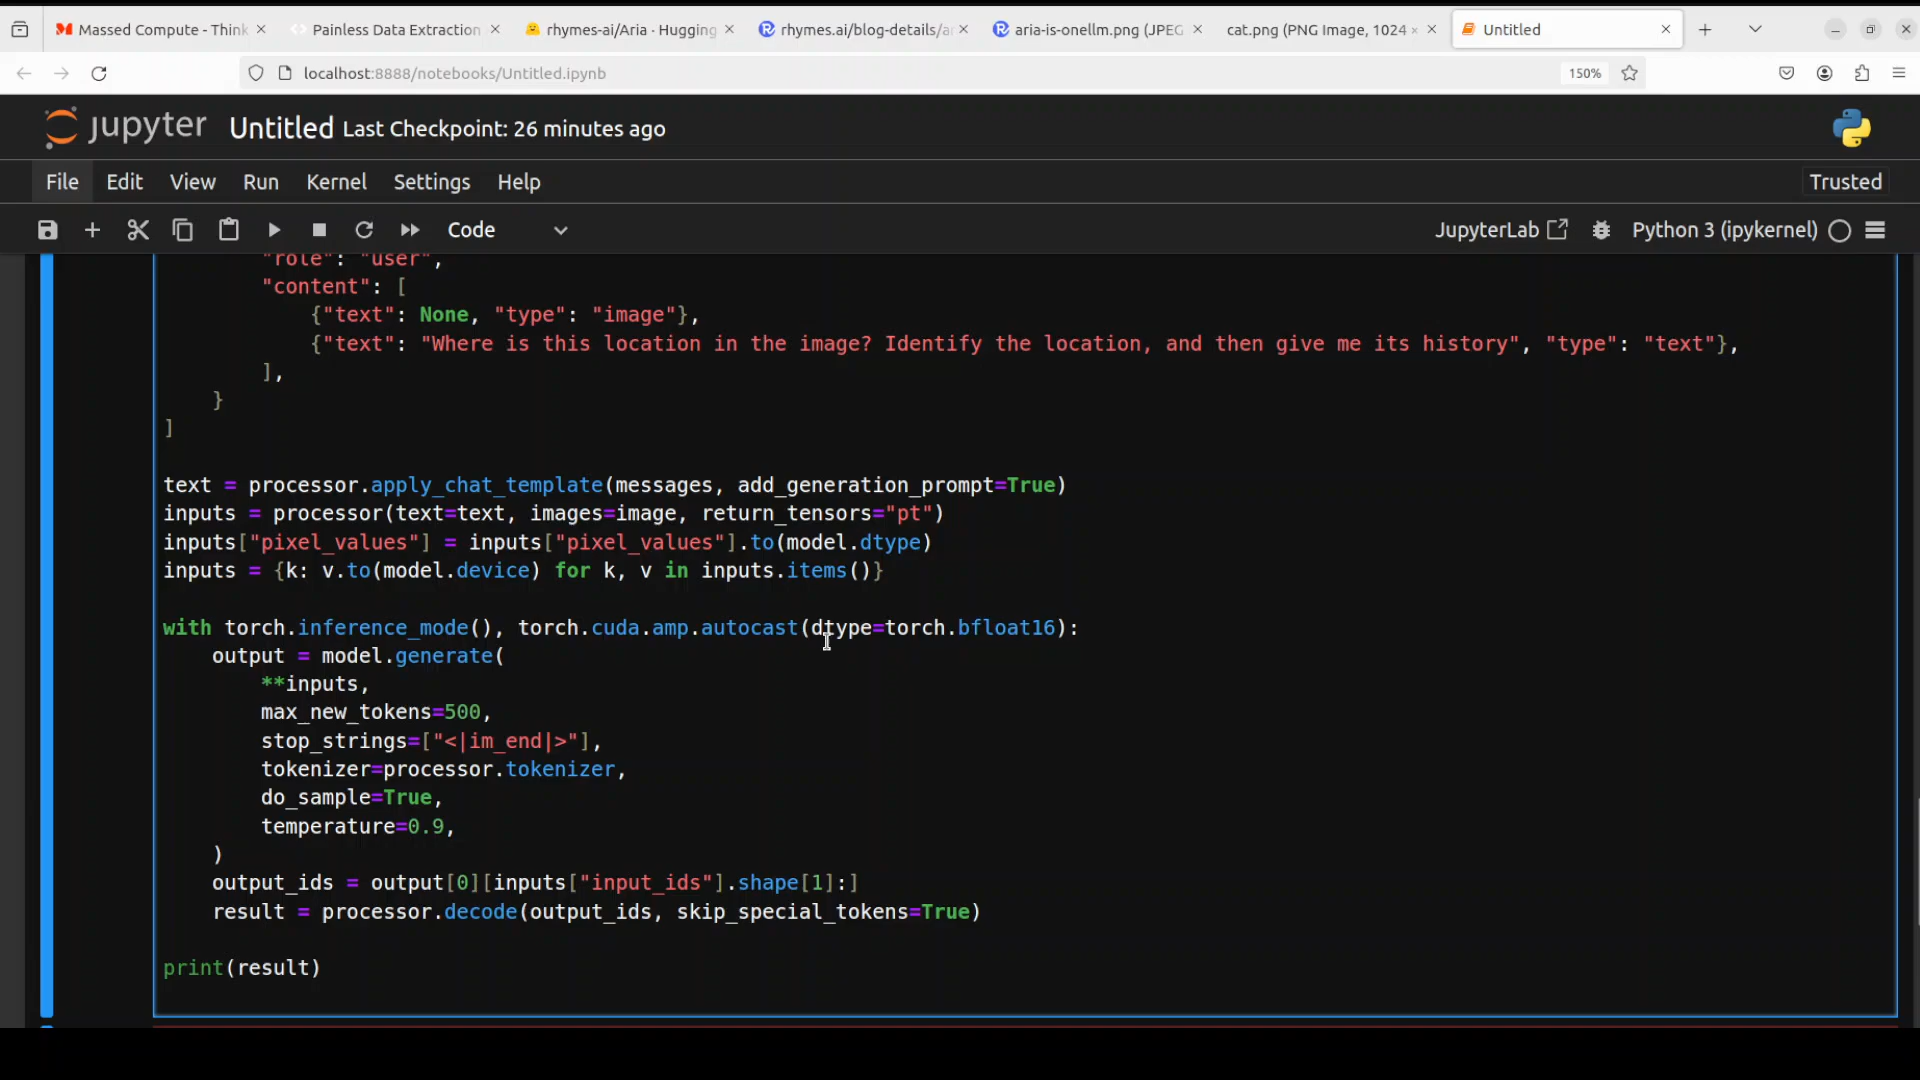 Massed Compute - Think
Painless Data Extraction
rhymes-ai/Aria · Hugging
rhymes.ai/blog-details/a
aria-is-onellm.png (JPEG
cat.png (PNG Image, 1024 ×
Untitled
localhost:8888/notebooks/Untitled.ipynb
150%
jupyter Untitled Last Checkpoint: 26 minutes ago
File Edit View Run Kernel Settings Help Trusted
Code JupyterLab Python 3 (ipykernel)
"role": "user",
"content": [
{"text": None, "type": "image"},
{"text": "Where is this location in the image? Identify the location, and then give me its history", "type": "text"},
],
}
]
text = processor.apply_chat_template(messages, add_generation_prompt=True)
inputs = processor(text=text, images=image, return_tensors="pt")
inputs["pixel_values"] = inputs["pixel_values"].to(model.dtype)
inputs = {k: v.to(model.device) for k, v in inputs.items()}
with torch.inference_mode(), torch.cuda.amp.autocast(dtype=torch.bfloat16):
output = model.generate(
**inputs,
max_new_tokens=500,
stop_strings=["<|im_end|>"],
tokenizer=processor.tokenizer,
do_sample=True,
temperature=0.9,
)
output_ids = output[0][inputs["input_ids"].shape[1]:]
result = processor.decode(output_ids, skip_special_tokens=True)
print(result)